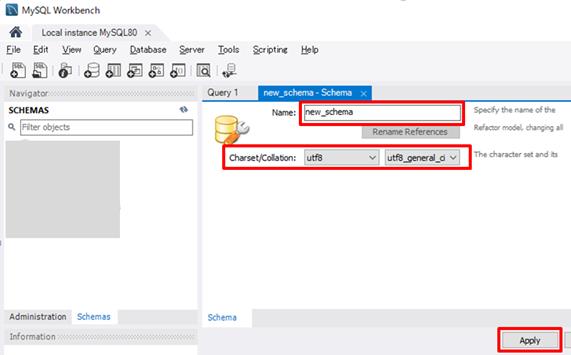 MySQL Workbench
Local instance MySQL80 ×
File Edit View Query Database Server Tools Scripting Help
Navigator
SCHEMAS
Filter objects
Administration Schemas
Information
Query 1 new_schema - Schema ×
Name: new_schema Specify the name of the
Rename References Refactor model, changing all
Charset/Collation: utf8 utf8_general_ci The character set and its
Schema
Apply